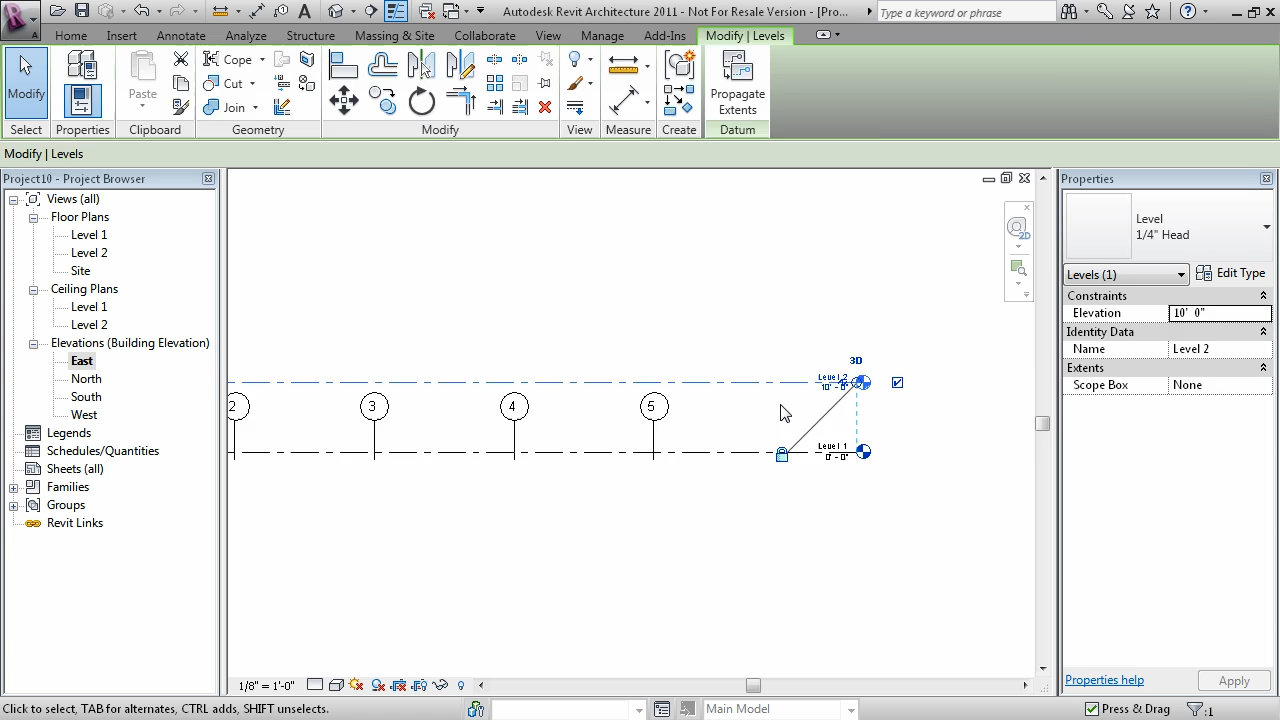 Autodesk Revit Architecture 2011 - Not For Resale Version - [Pro...
Type a keyword or phrase
Home Insert Annotate Analyze Structure Massing & Site Collaborate View Manage Add-Ins Modify | Levels
Modify
Paste
Cope
Cut
Join
Propagate
Extents
Select Properties Clipboard Geometry Modify View Measure Create Datum
Modify | Levels
Project10 - Project Browser
Views (all)
Floor Plans
Level 1
Level 2
Site
Ceiling Plans
Level 1
Level 2
Elevations (Building Elevation)
East
North
South
West
Legends
Schedules/Quantities
Sheets (all)
Families
Groups
Revit Links
2D
3D
Level 2
10' - 0"
2 3 4 5
Level 1
0' - 0"
Properties
Level
1/4" Head
Levels (1) Edit Type
Constraints
Elevation 10' 0"
Identity Data
Name Level 2
Extents
Scope Box None
Properties help Apply
1/8" = 1'-0"
Click to select, TAB for alternates, CTRL adds, SHIFT unselects.
Main Model
Press & Drag
:1